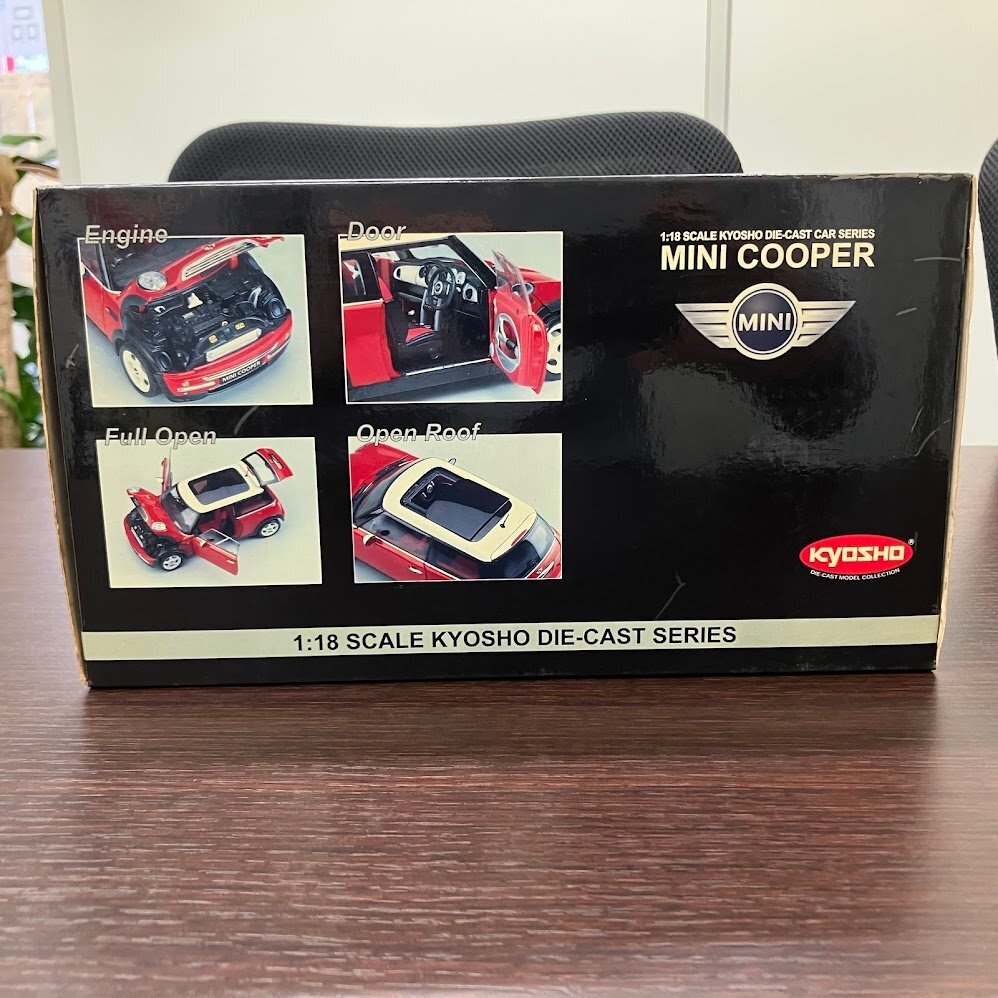 Engine
Door
1:18 SCALE KYOSHO DIE-CAST CAR SERIES
MINI COOPER
MINI
MINI COOPER
Full Open
Open Roof
KYOSHO®
DIE-CAST MODEL COLLECTION
1:18 SCALE KYOSHO DIE-CAST SERIES